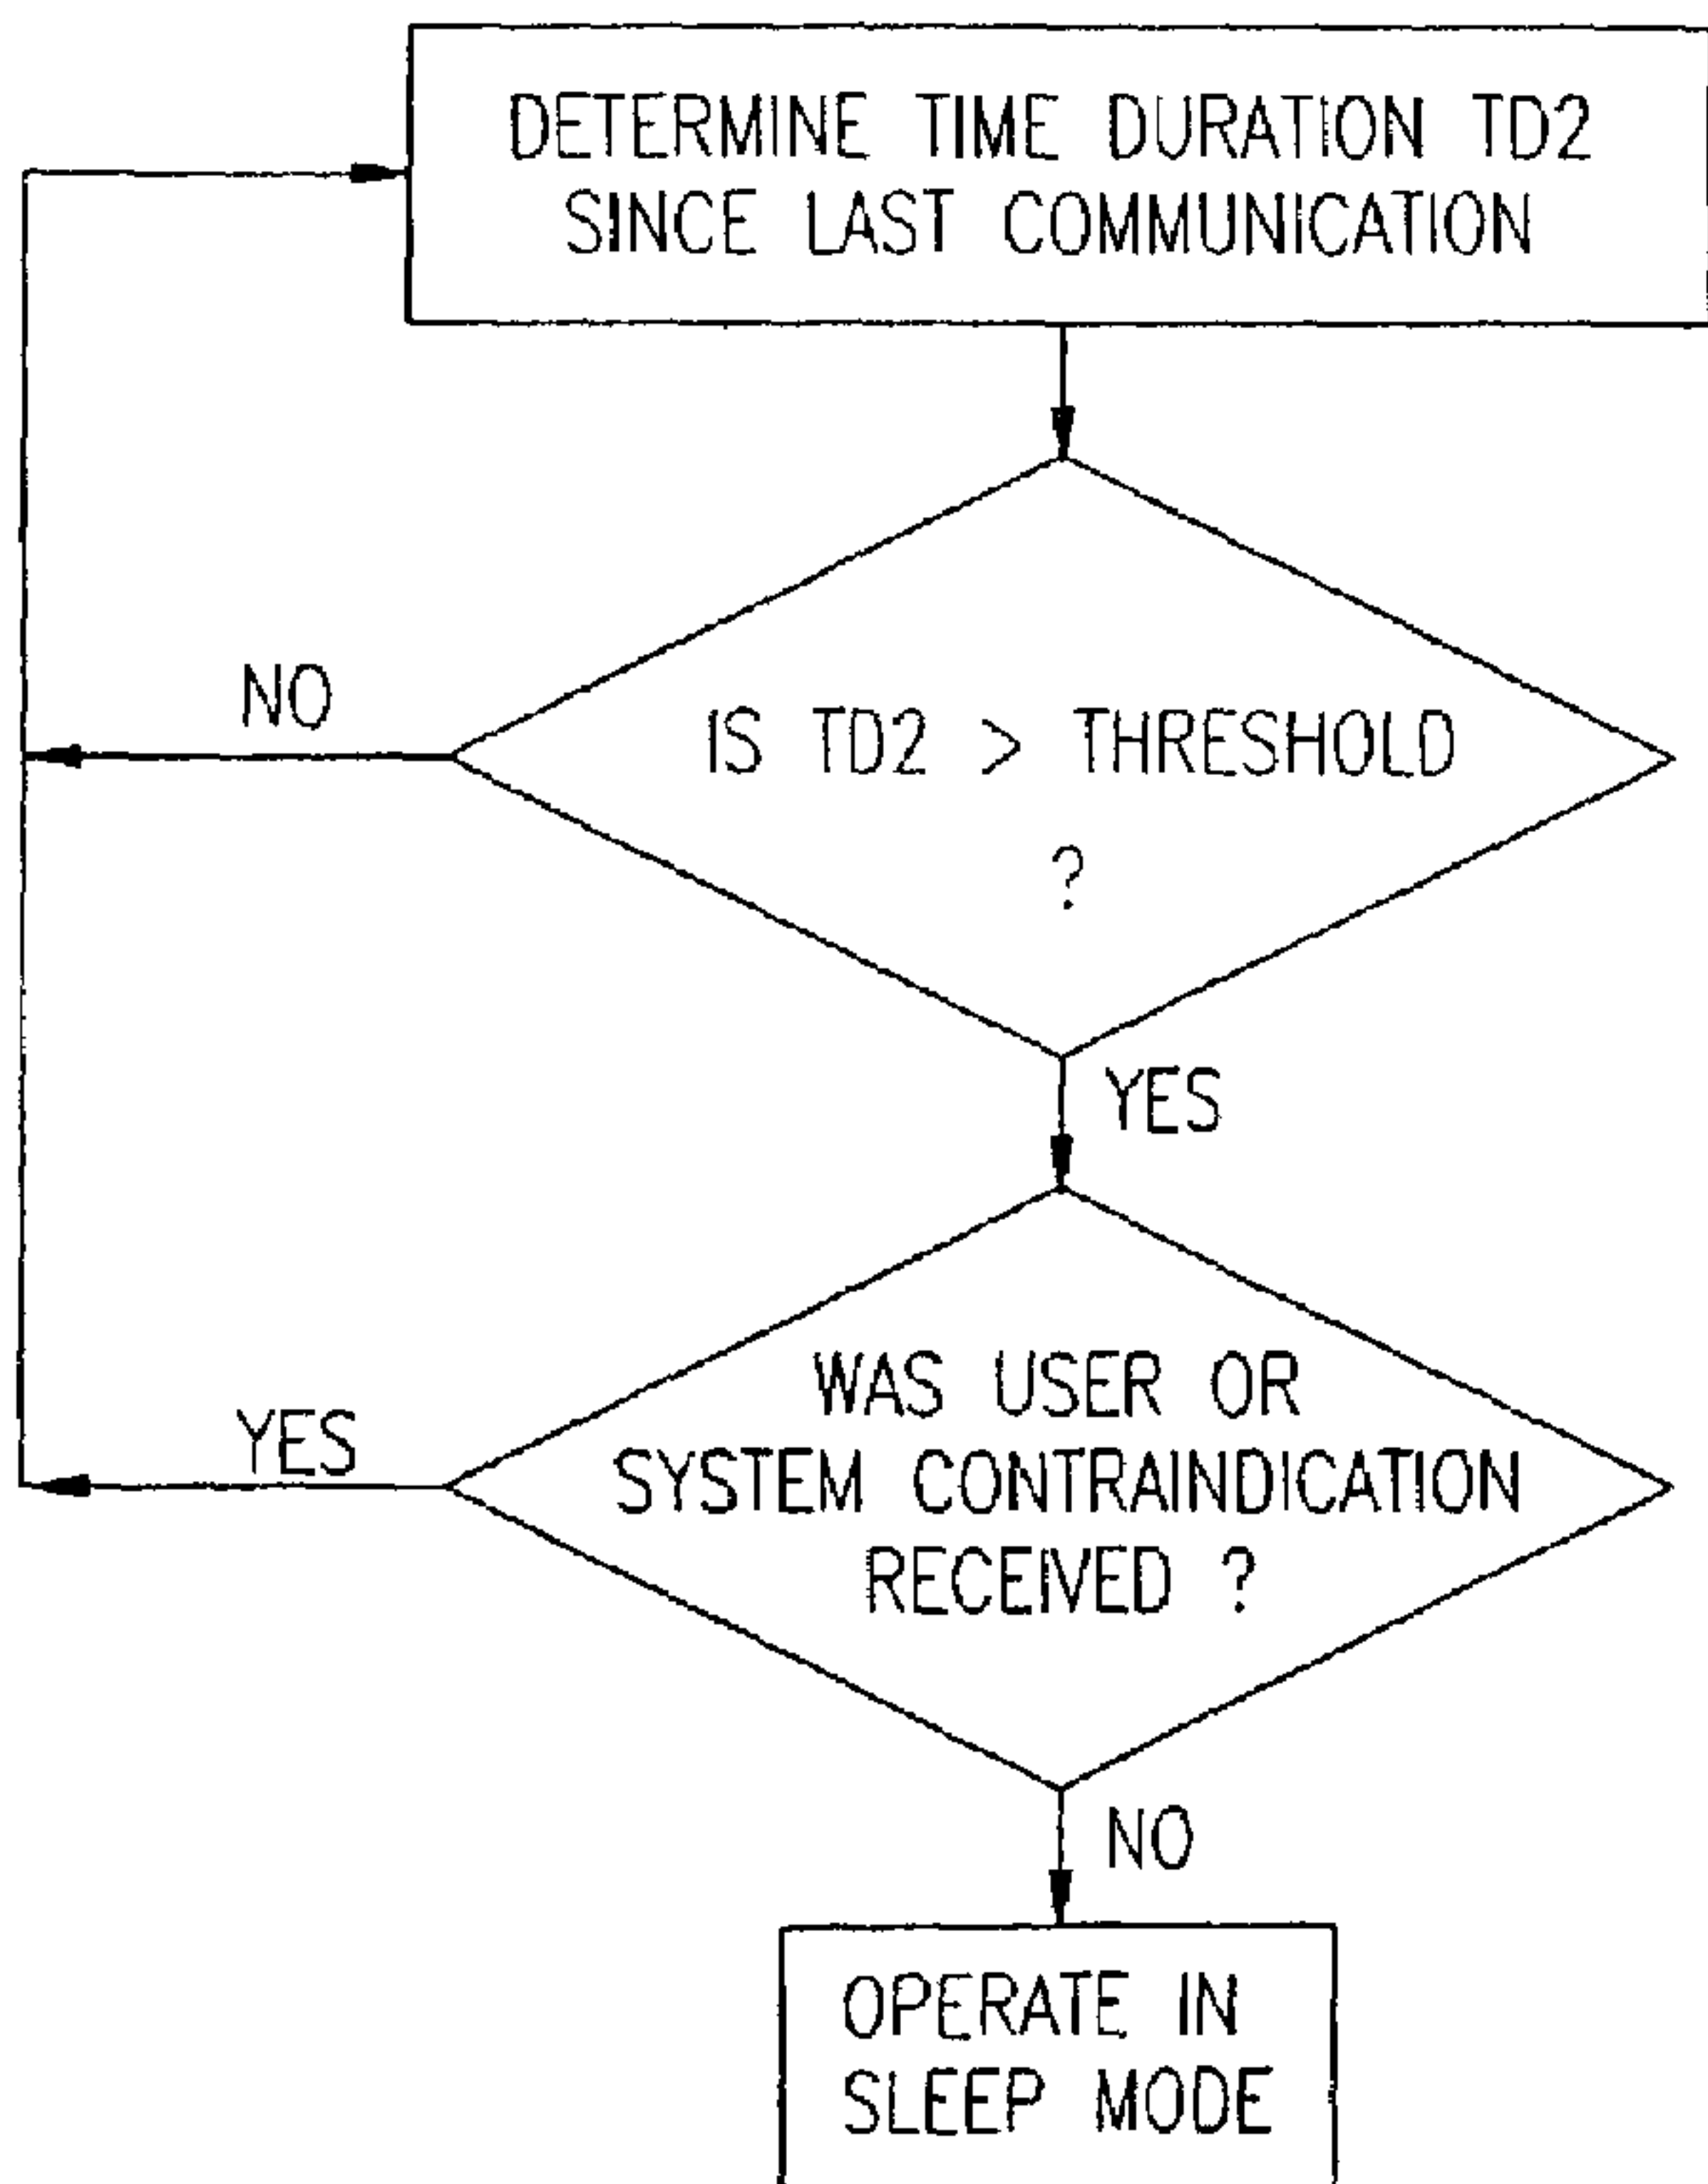 DETERMINE TIME DURATION TD2
SINCE LAST COMMUNICATION
NO
IS TD2 > THRESHOLD
?
YES
WAS USER OR
SYSTEM CONTRAINDICATION
RECEIVED ?
YES
NO
OPERATE IN
SLEEP MODE